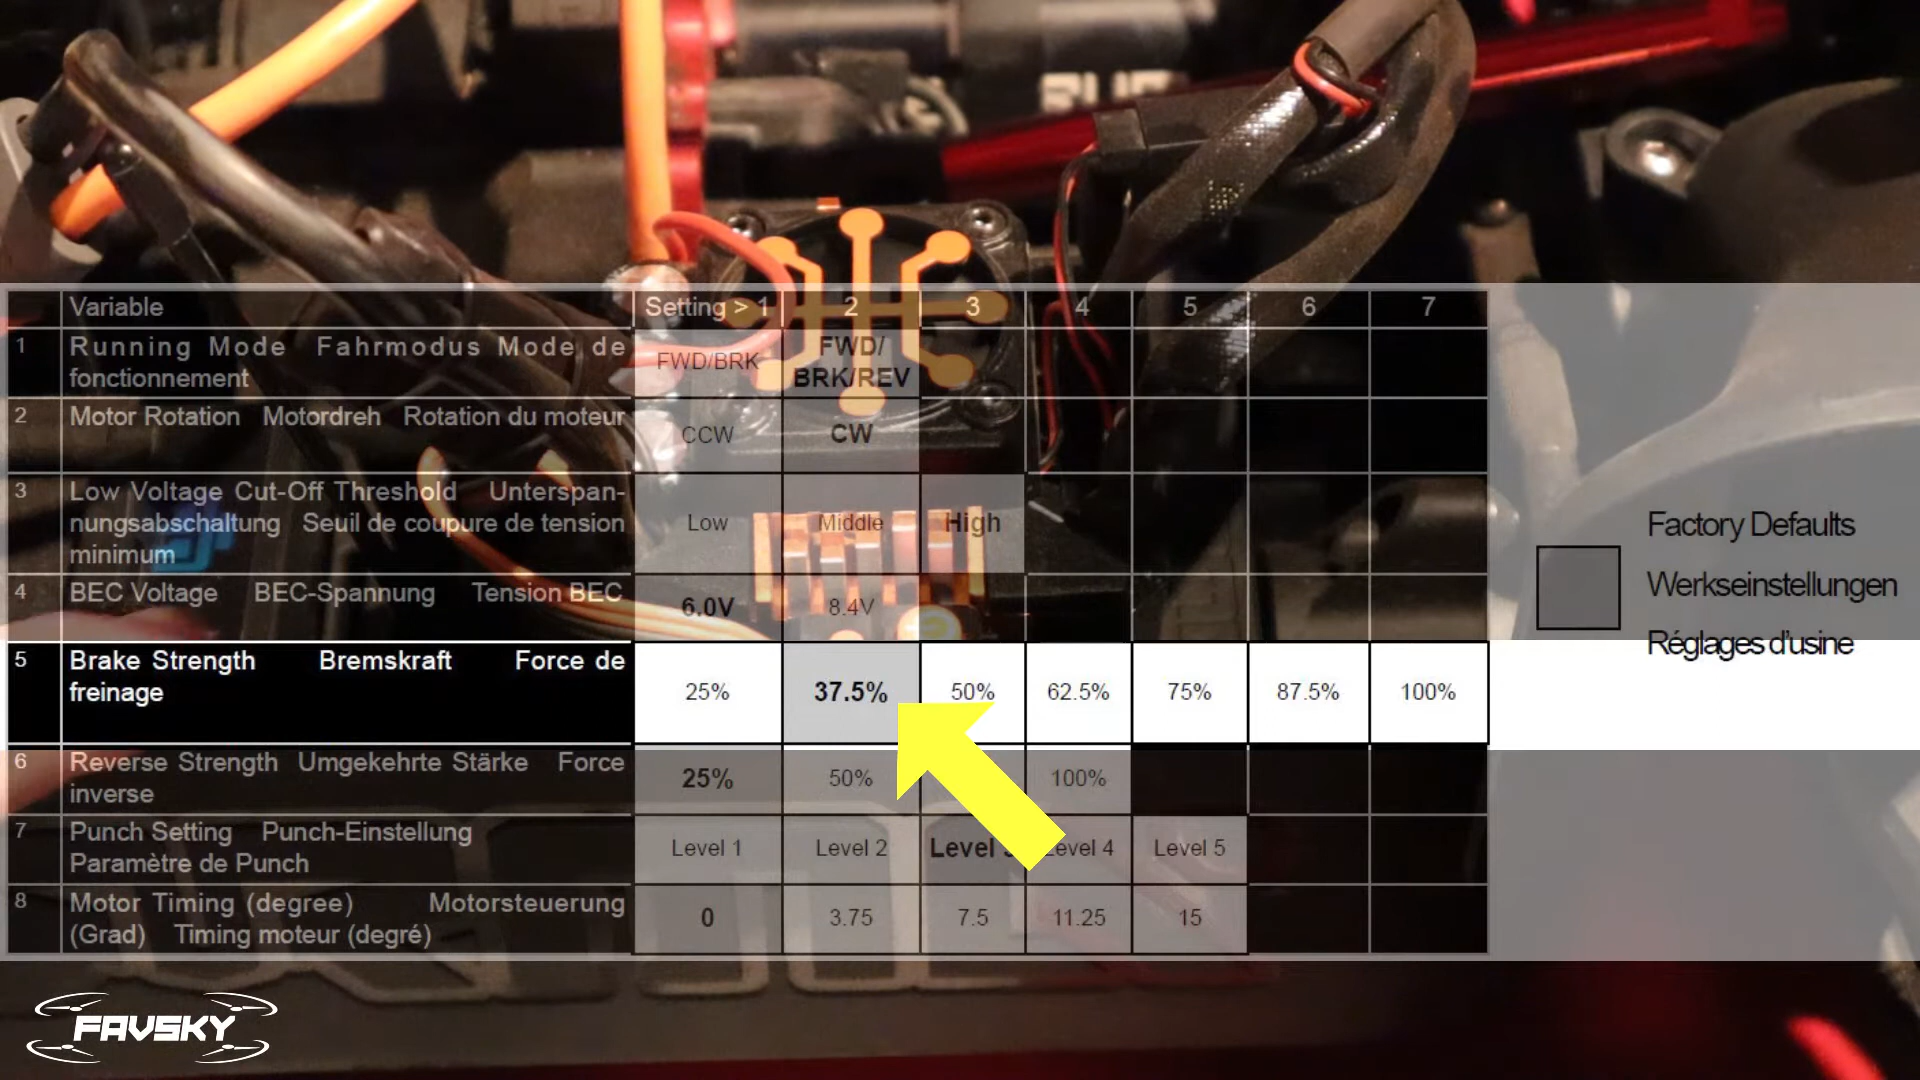 Variable Setting > 1 2 3 4 5 6 7
1 Running Mode Fahrmodus Mode de
fonctionnement
FWD/BRK
FWD/
BRK/REV
2 Motor Rotation Motordreh Rotation du moteur
CCW CW
3 Low Voltage Cut-Off Threshold Unterspan-
nungsabschaltung Seuil de coupure de tension
minimum
Low Middle High
4 BEC Voltage BEC-Spannung Tension BEC
6.0V 8.4V
5 Brake Strength Bremskraft Force de
freinage
25% 37.5% 50% 62.5% 75% 87.5% 100%
6 Reverse Strength Umgekehrte Stärke Force
inverse
25% 50% 100%
7 Punch Setting Punch-Einstellung
Paramètre de Punch
Level 1 Level 2 Level Level 4 Level 5
8 Motor Timing (degree) Motorsteuerung
(Grad) Timing moteur (degré)
0 3.75 7.5 11.25 15
Factory Defaults
Werkseinstellungen
Réglages d'usine
FAVSKY